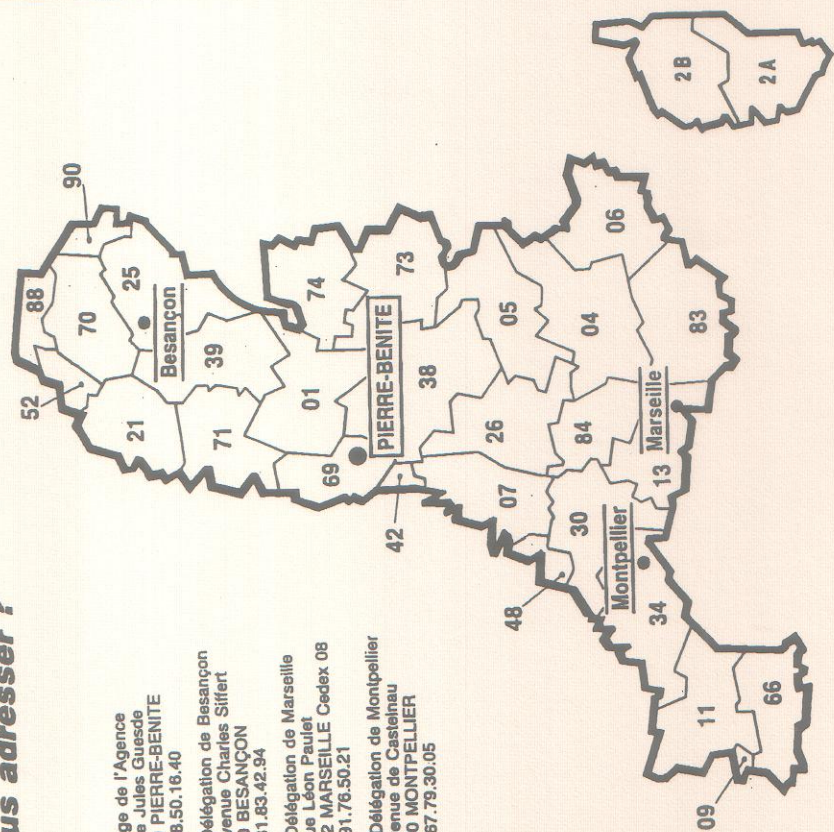 us adresser ?
ge de l'Agence
e Jules Guesde
PIERRE-BENITE
8.50.16.40
Délégation de Besançon
venue Charles Siffert
0 BESANÇON
81.83.42.94
Délégation de Marseille
ue Léon Paulet
2 MARSEILLE Cedex 08
91.76.50.21
Délégation de Montpellier
enue de Castelnau
00 MONTPELLIER
67.79.30.05
52
88
90
70
21
25
Besançon
39
71
01
74
69
PIERRE-BENITE
73
42
38
07
26
05
48
30
84
04
06
Montpellier
34
13
Marseille
83
11
09
66
2 B
2 A